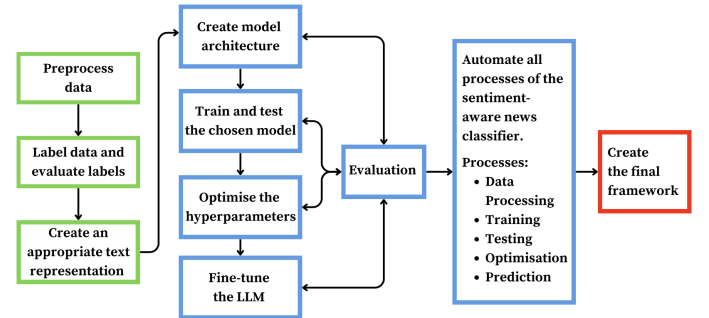 Preprocess
data
Label data and
evaluate labels
Create an
appropriate text
representation
Create model
architecture
Train and test
the chosen model
Optimise the
hyperparameters
Fine-tune
the LLM
Evaluation
Automate all
processes of the
sentiment-
aware news
classifier.
Processes:
• Data
Processing
• Training
• Testing
• Optimisation
• Prediction
Create
the final
framework